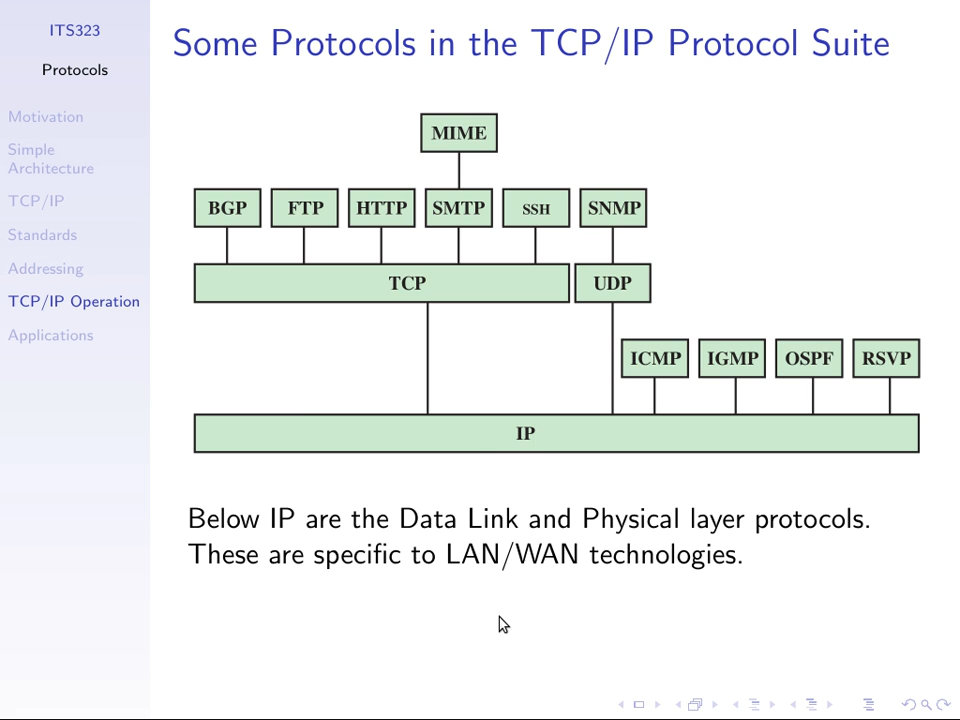 ITS323
Protocols
Motivation
Simple
Architecture
TCP/IP
Standards
Addressing
TCP/IP Operation
Applications
Some Protocols in the TCP/IP Protocol Suite
MIME
BGP FTP HTTP SMTP SSH SNMP
TCP UDP
ICMP IGMP OSPF RSVP
IP
Below IP are the Data Link and Physical layer protocols.
These are specific to LAN/WAN technologies.